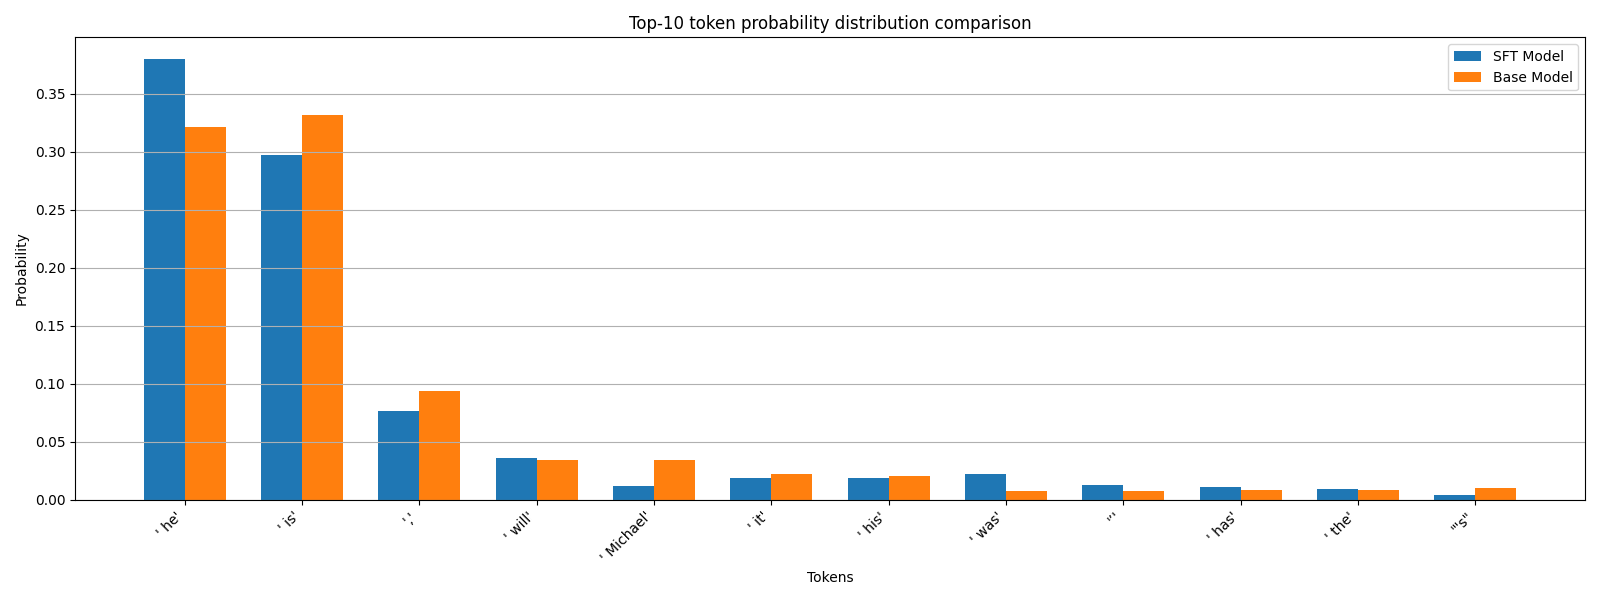 Top-10 token probability distribution comparison
SFT Model
Base Model
Probability
0.35
0.30
0.25
0.20
0.15
0.10
0.05
0.00
' he'
' is'
','
' will'
' Michael'
' it'
' his'
' was'
'’'
' has'
' the'
"'s"
Tokens